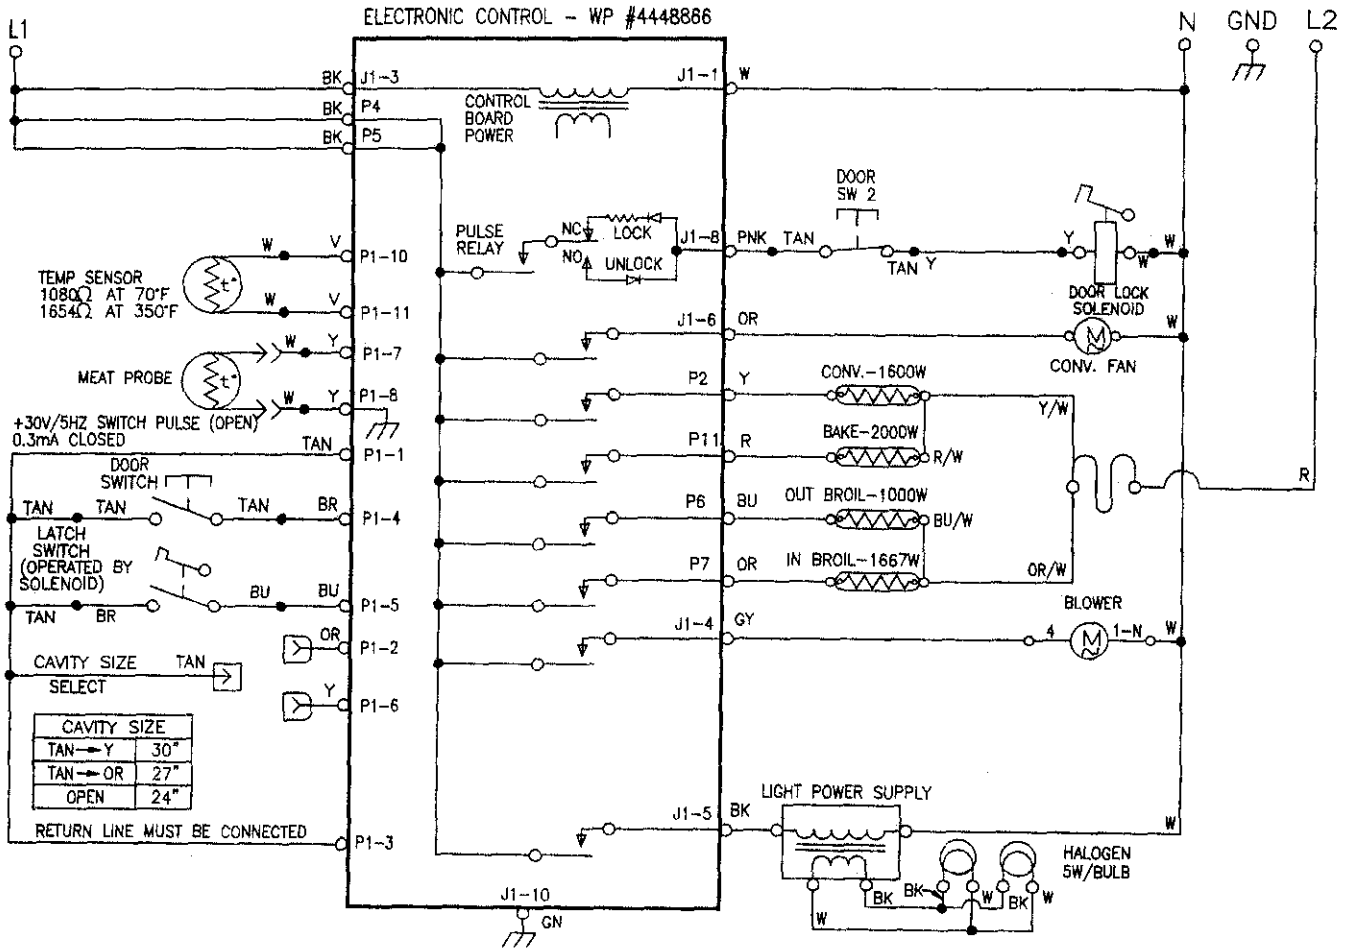 ELECTRONIC CONTROL - WP #4448866
L1
N
GND
L2
BK
J1-3
J1-1
W
BK
P4
CONTROL
BOARD
POWER
BK
P5
DOOR
SW 2
PULSE
RELAY
NC
LOCK
NO
UNLOCK
J1-8
PNK
TAN
TAN
Y
Y
W
W
DOOR LOCK
SOLENOID
W
V
P1-10
TEMP SENSOR
1080Ω AT 70°F
1654Ω AT 350°F
t°
W
V
P1-11
J1-6
OR
W
M
CONV. FAN
W
Y
P1-7
MEAT PROBE
t°
W
Y
P1-8
P2
Y
CONV.-1600W
Y/W
+30V/5HZ SWITCH PULSE (OPEN)
0.3mA CLOSED
TAN
P1-1
P11
R
BAKE-2000W
R/W
R
DOOR
SWITCH
TAN
TAN
TAN
BR
P1-4
P6
BU
OUT BROIL-1000W
BU/W
LATCH
SWITCH
(OPERATED BY
SOLENOID)
P7
OR
IN BROIL-1667W
OR/W
TAN
BR
BU
BU
P1-5
J1-4
GY
BLOWER
4
M
1-N
W
OR
P1-2
CAVITY SIZE
SELECT
TAN
Y
P1-6
CAVITY SIZE
TAN→Y 30"
TAN→OR 27"
OPEN 24"
RETURN LINE MUST BE CONNECTED
P1-3
J1-5
BK
LIGHT POWER SUPPLY
W
HALOGEN
5W/BULB
BK
BK
W
BK
W
W
J1-10
GN